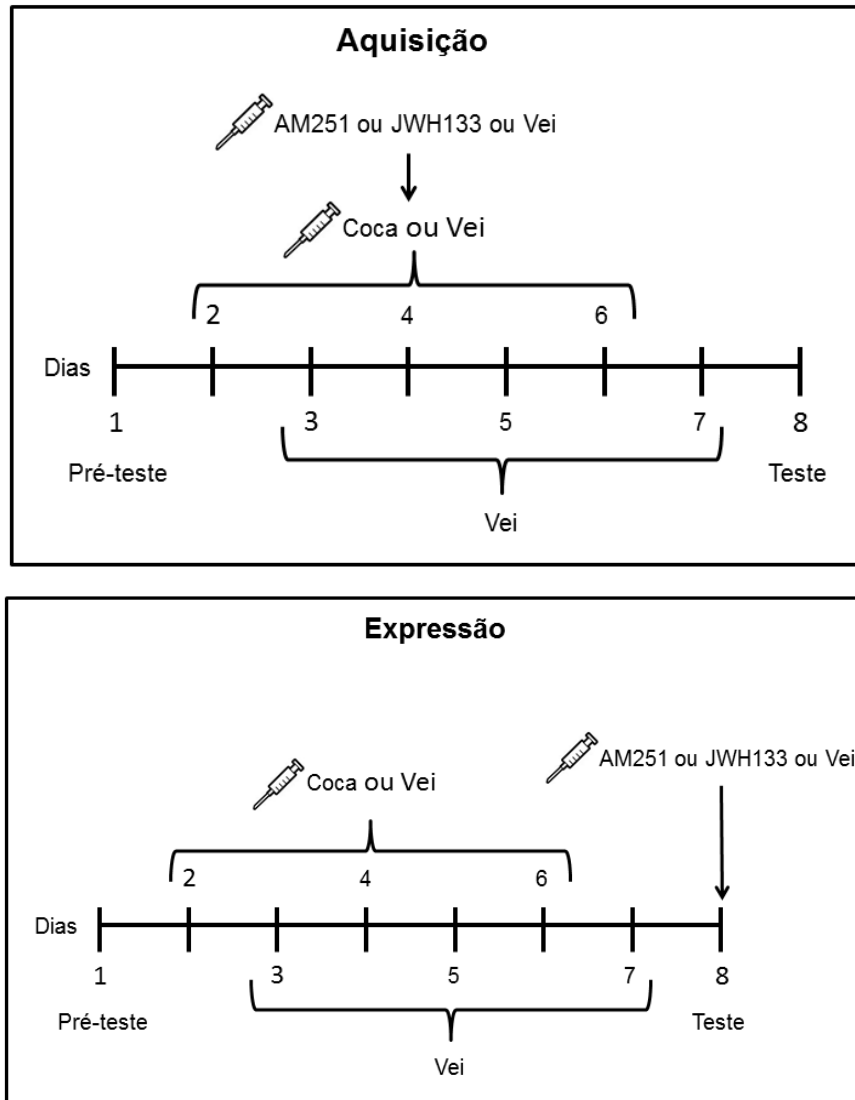 Aquisição
AM251 ou JWH133 ou Vei
Coca ou Vei
2 4 6
Dias
1 3 5 7 8
Pré-teste Teste
Vei
Expressão
AM251 ou JWH133 ou Vei
Coca ou Vei
2 4 6
Dias
1 3 5 7 8
Pré-teste Teste
Vei